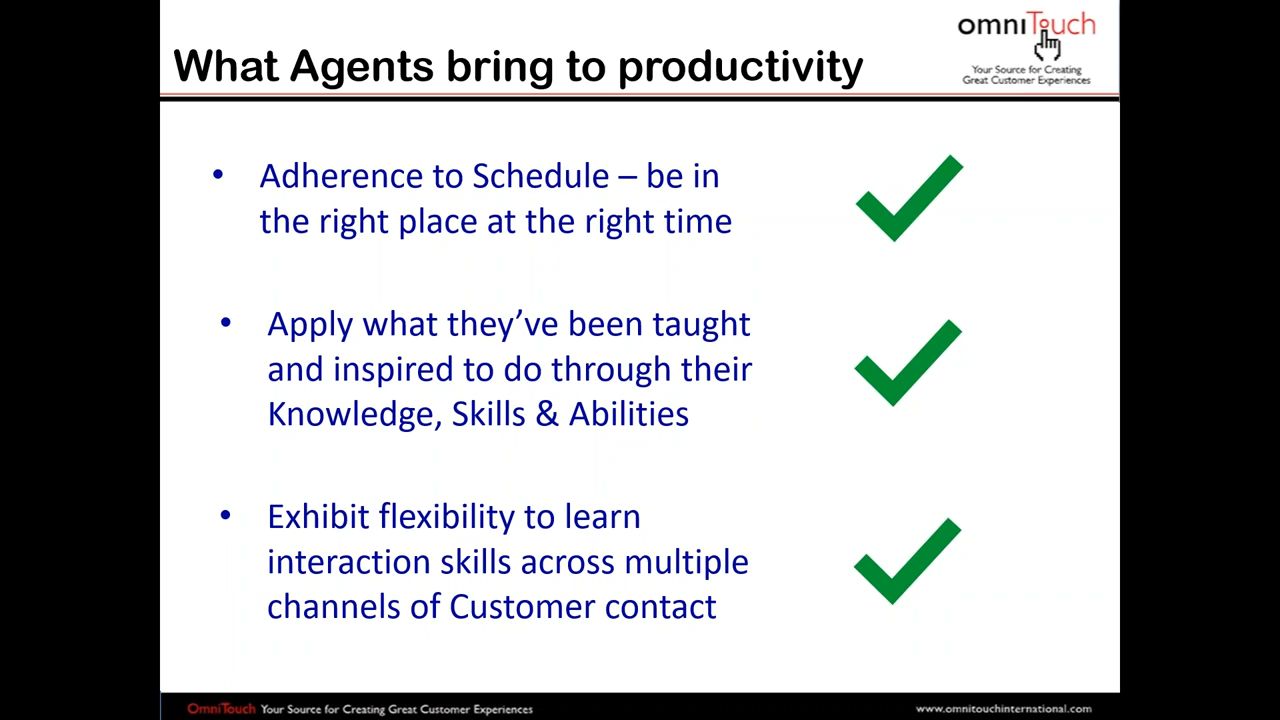 What Agents bring to productivity
omniTouch
Your Source for Creating
Great Customer Experiences
• Adherence to Schedule – be in
the right place at the right time
• Apply what they’ve been taught
and inspired to do through their
Knowledge, Skills & Abilities
• Exhibit flexibility to learn
interaction skills across multiple
channels of Customer contact
OmniTouch Your Source for Creating Great Customer Experiences
www.omnitouchinternational.com